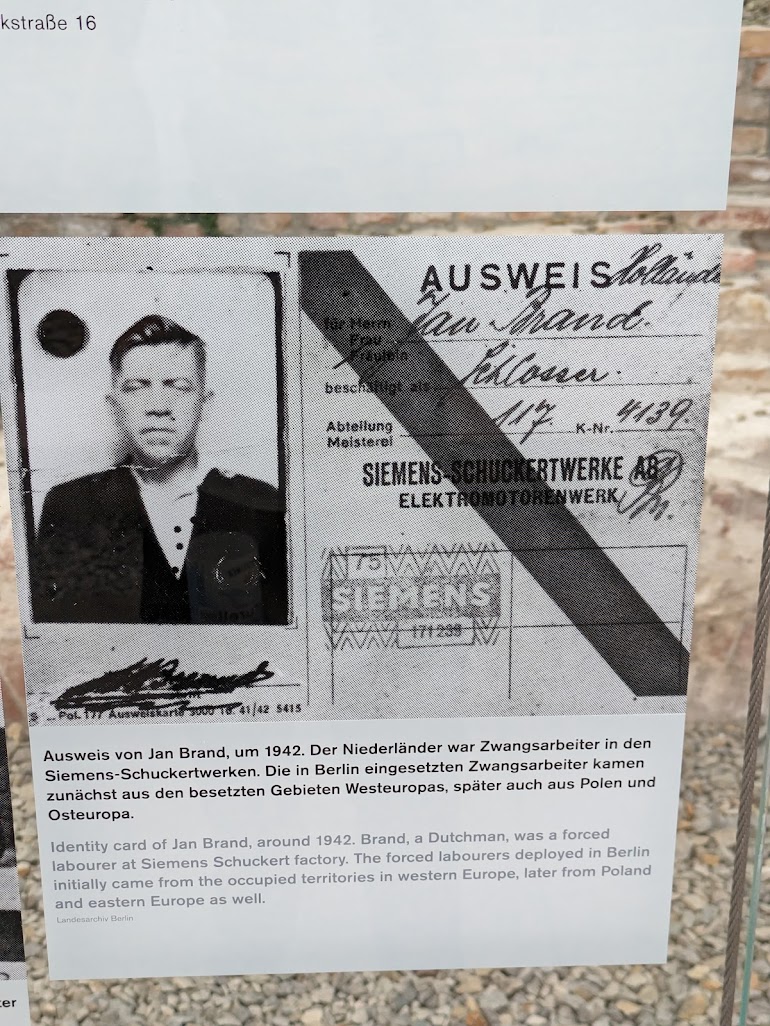 kstraße 16
AUSWEIS Holländer
für Herrn Jan Brand.
Frau
Fräulein
beschäftigt als Schlosser.
Abteilung 117. K-Nr. 4139.
Meisterei
SIEMENS-SCHUCKERTWERKE AG
ELEKTROMOTORENWERK
75
SIEMENS
171239
Pol. 177 Ausweiskarte 3000 41/42 5415
Ausweis von Jan Brand, um 1942. Der Niederländer war Zwangsarbeiter in den
Siemens-Schuckertwerken. Die in Berlin eingesetzten Zwangsarbeiter kamen
zunächst aus den besetzten Gebieten Westeuropas, später auch aus Polen und
Osteuropa.
Identity card of Jan Brand, around 1942. Brand, a Dutchman, was a forced
labourer at Siemens Schuckert factory. The forced labourers deployed in Berlin
initially came from the occupied territories in western Europe, later from Poland
and eastern Europe as well.
Landesarchiv Berlin
ter